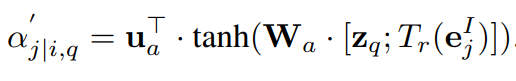 α′_{j|i,q} = u_a^⊤ · tanh(W_a · [z_q; T_r(e_j^I)]).